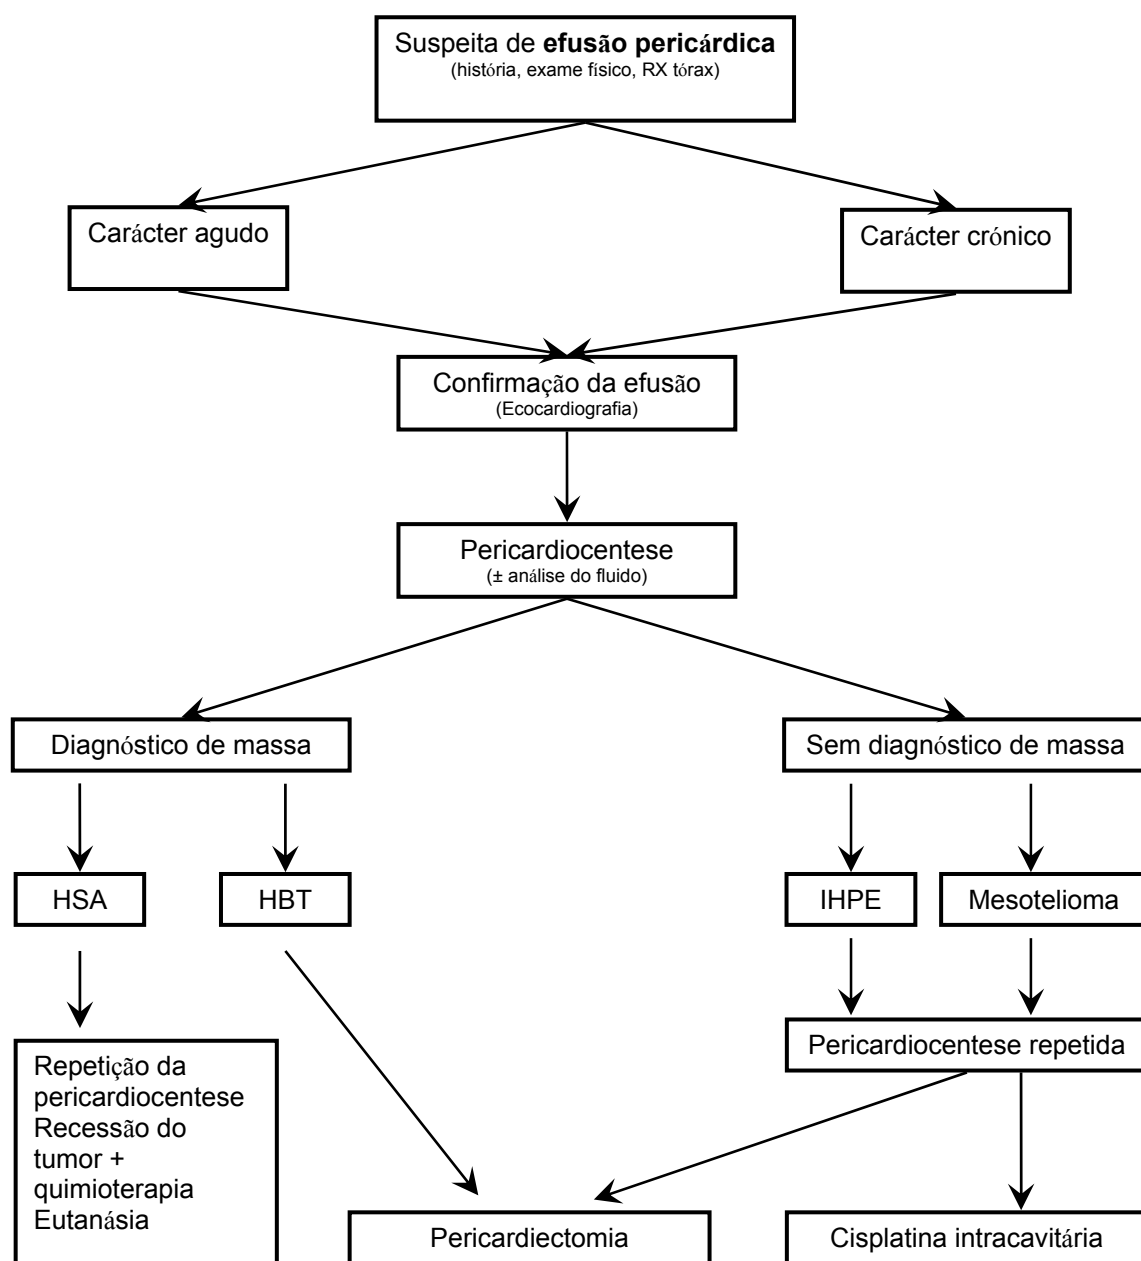 Suspeita de efusão pericárdica
(história, exame físico, RX tórax)
Carácter agudo
Carácter crónico
Confirmação da efusão
(Ecocardiografia)
Pericardiocentese
(± análise do fluido)
Diagnóstico de massa
Sem diagnóstico de massa
HSA
HBT
IHPE
Mesotelioma
Repetição da
pericardiocentese
Recessão do
tumor +
quimioterapia
Eutanásia
Pericardiocentese repetida
Pericardiectomia
Cisplatina intracavitária